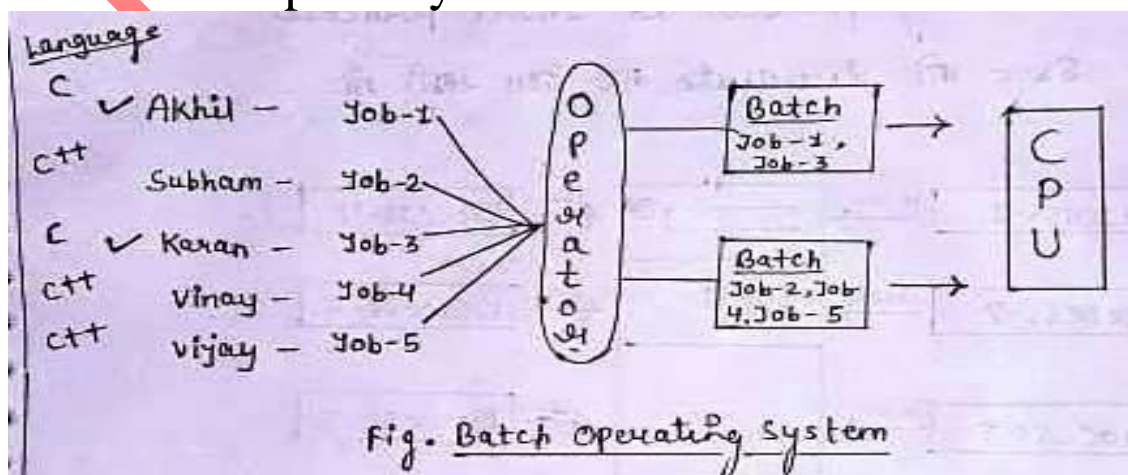 Language
C ✓ Akhil - Job-1
C++ Subham - Job-2
C ✓ Karan - Job-3
C++ Vinay - Job-4
C++ Vijay - Job-5
Operator
Batch
Job-1,
Job-3
Batch
Job-2, Job
4, Job-5
CPU
Fig. Batch Operating System